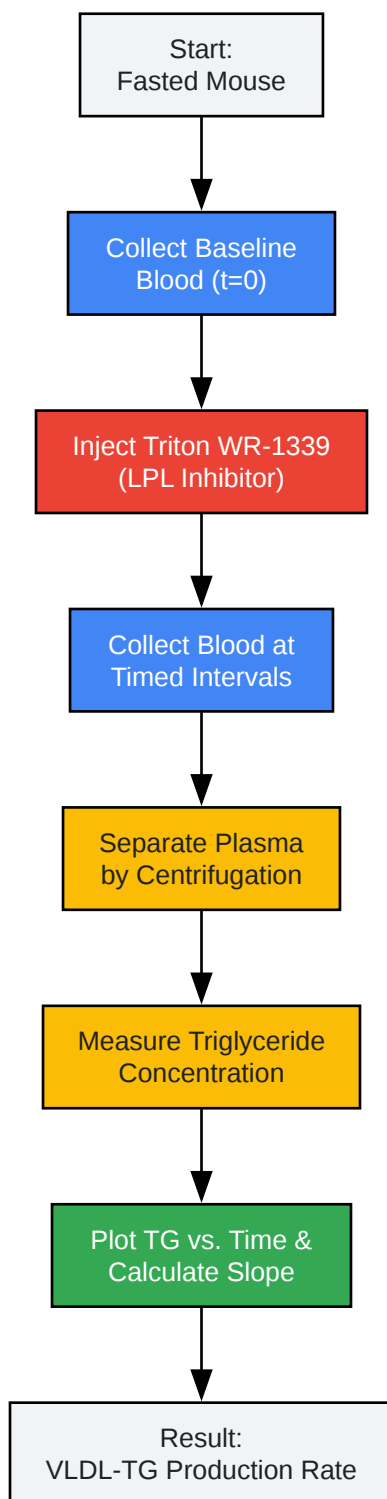 Start:
Fasted Mouse
Collect Baseline
Blood (t=0)
Inject Triton WR-1339
(LPL Inhibitor)
Collect Blood at
Timed Intervals
Separate Plasma
by Centrifugation
Measure Triglyceride
Concentration
Plot TG vs. Time &
Calculate Slope
Result:
VLDL-TG Production Rate